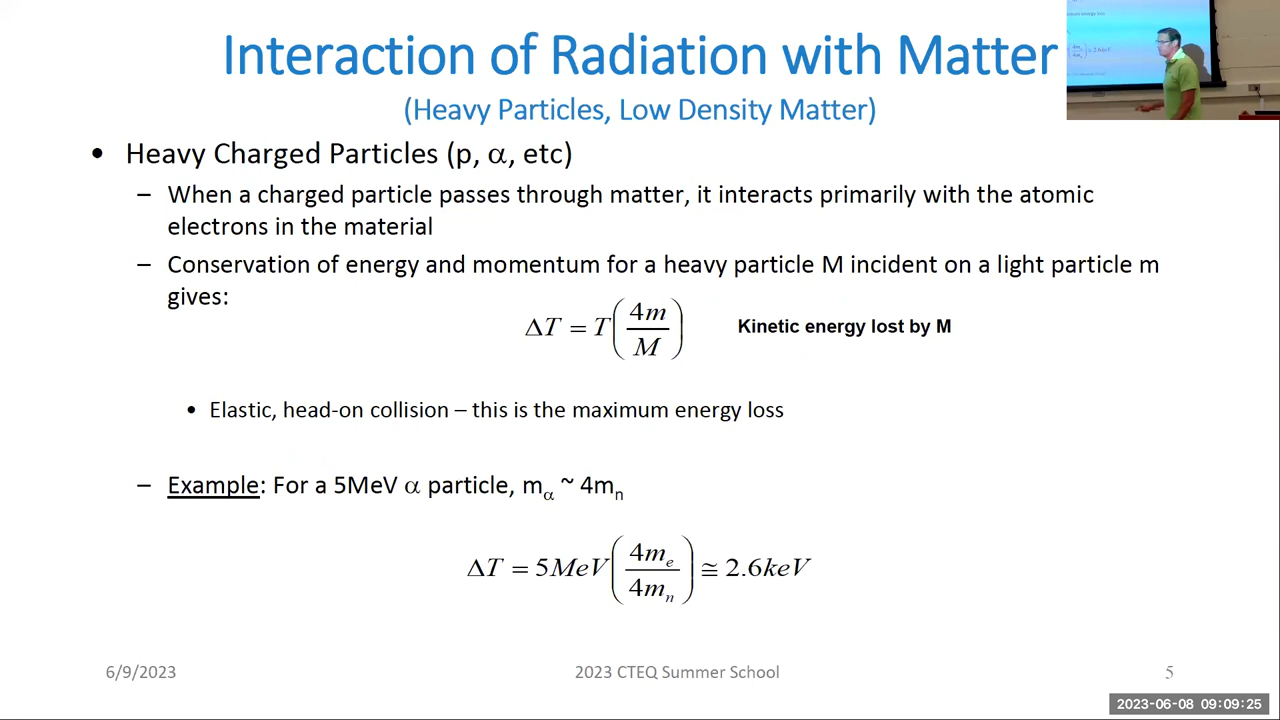 Interaction of Radiation with Matter
(Heavy Particles, Low Density Matter)
• Heavy Charged Particles (p, α, etc)
– When a charged particle passes through matter, it interacts primarily with the atomic
electrons in the material
– Conservation of energy and momentum for a heavy particle M incident on a light particle m
gives:
ΔT = T(4m/M) Kinetic energy lost by M
• Elastic, head-on collision – this is the maximum energy loss
– Example: For a 5MeV α particle, mα ~ 4mn
ΔT = 5MeV(4me/4mn) ≅ 2.6keV
6/9/2023 2023 CTEQ Summer School 5
2023-06-08 09:09:25